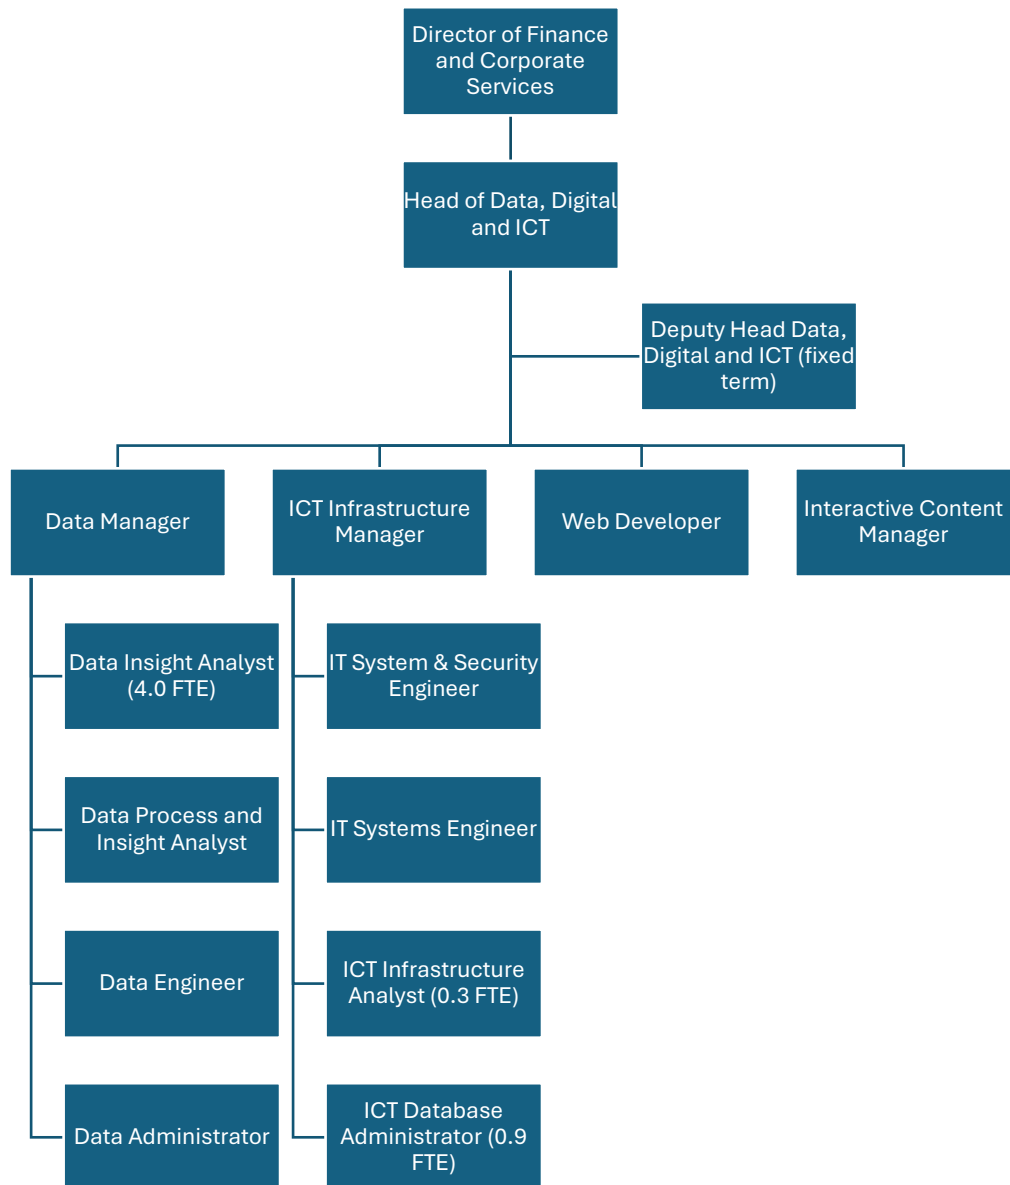 Director of Finance
and Corporate
Services
Head of Data, Digital
and ICT
Deputy Head Data,
Digital and ICT (fixed
term)
Data Manager
ICT Infrastructure
Manager
Web Developer
Interactive Content
Manager
Data Insight Analyst
(4.0 FTE)
IT System & Security
Engineer
Data Process and
Insight Analyst
IT Systems Engineer
Data Engineer
ICT Infrastructure
Analyst (0.3 FTE)
Data Administrator
ICT Database
Administrator (0.9
FTE)